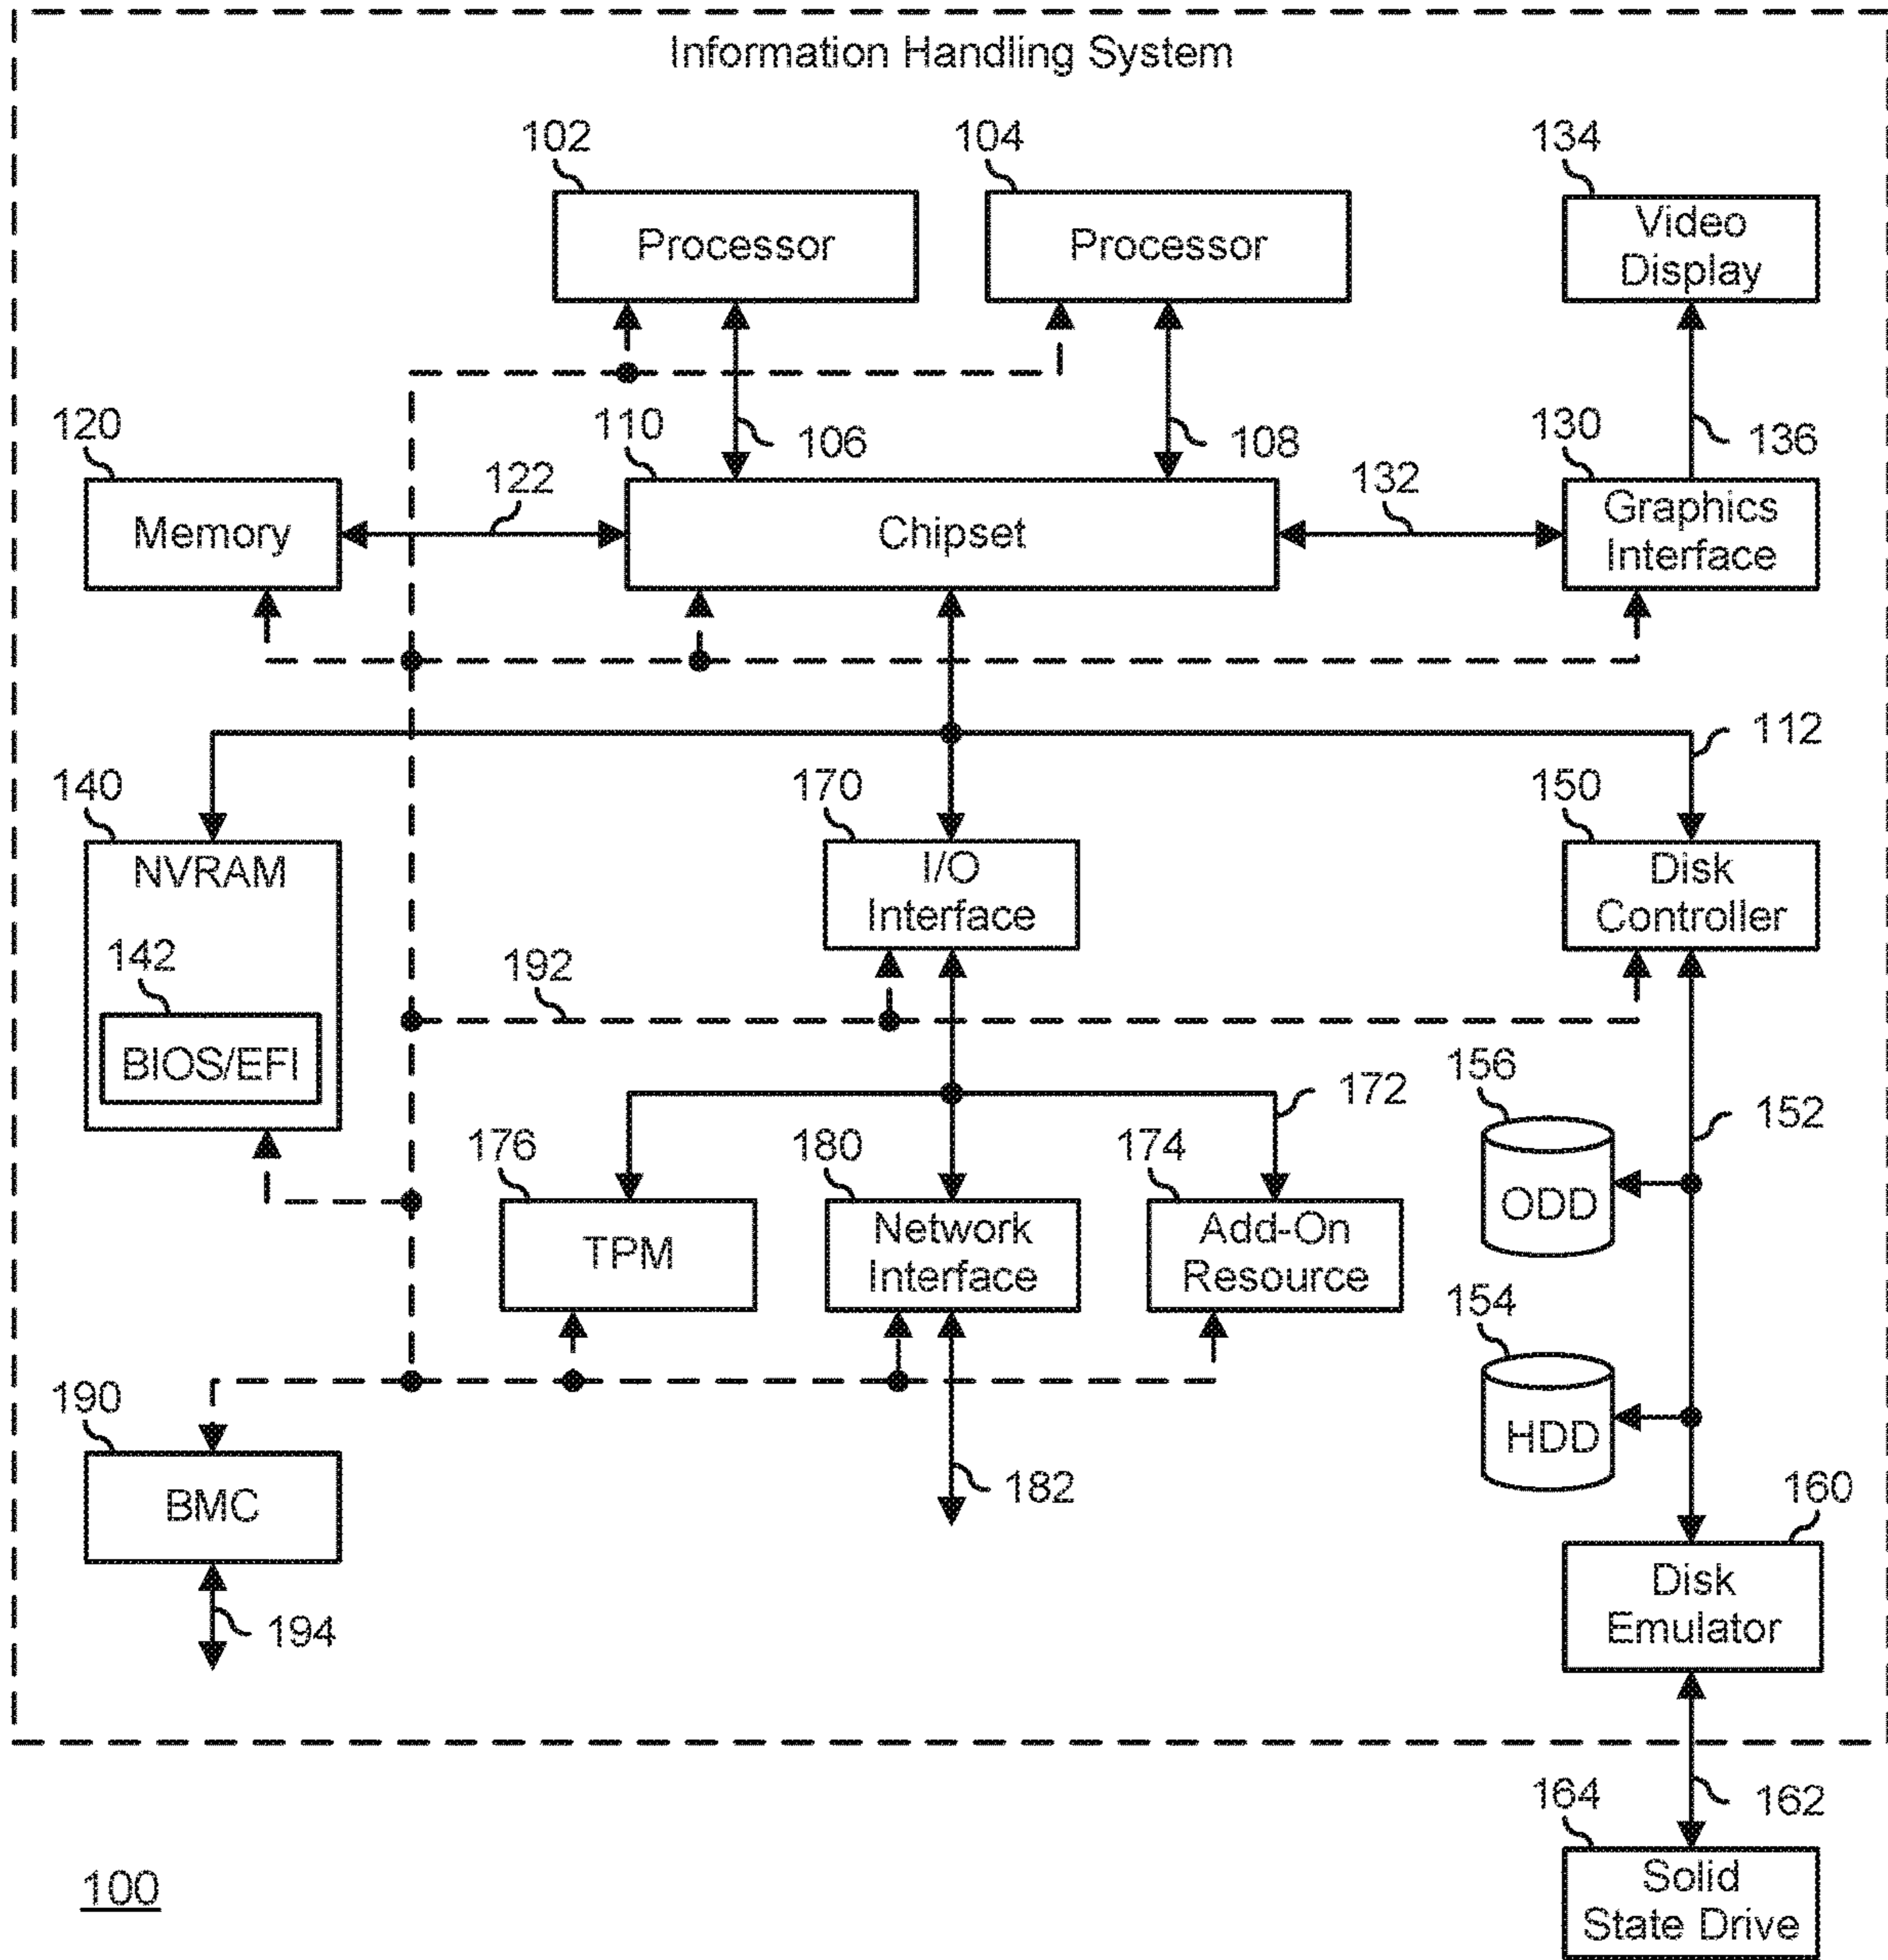 Information Handling System
102
104
134
Processor
Processor
Video
Display
120
110
106
108
130
136
122
132
Memory
Chipset
Graphics
Interface
112
140
170
150
NVRAM
I/O
Interface
Disk
Controller
142
192
BIOS/EFI
156
172
152
176
180
174
ODD
TPM
Network
Interface
Add-On
Resource
154
190
HDD
182
160
BMC
Disk
Emulator
194
164
162
100
Solid
State Drive